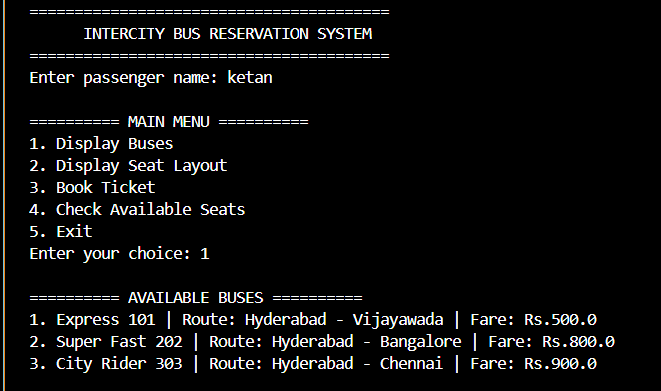 ========================================
INTERCITY BUS RESERVATION SYSTEM
========================================
Enter passenger name: ketan
========== MAIN MENU ==========
1. Display Buses
2. Display Seat Layout
3. Book Ticket
4. Check Available Seats
5. Exit
Enter your choice: 1
========== AVAILABLE BUSES ==========
1. Express 101 | Route: Hyderabad - Vijayawada | Fare: Rs.500.0
2. Super Fast 202 | Route: Hyderabad - Bangalore | Fare: Rs.800.0
3. City Rider 303 | Route: Hyderabad - Chennai | Fare: Rs.900.0